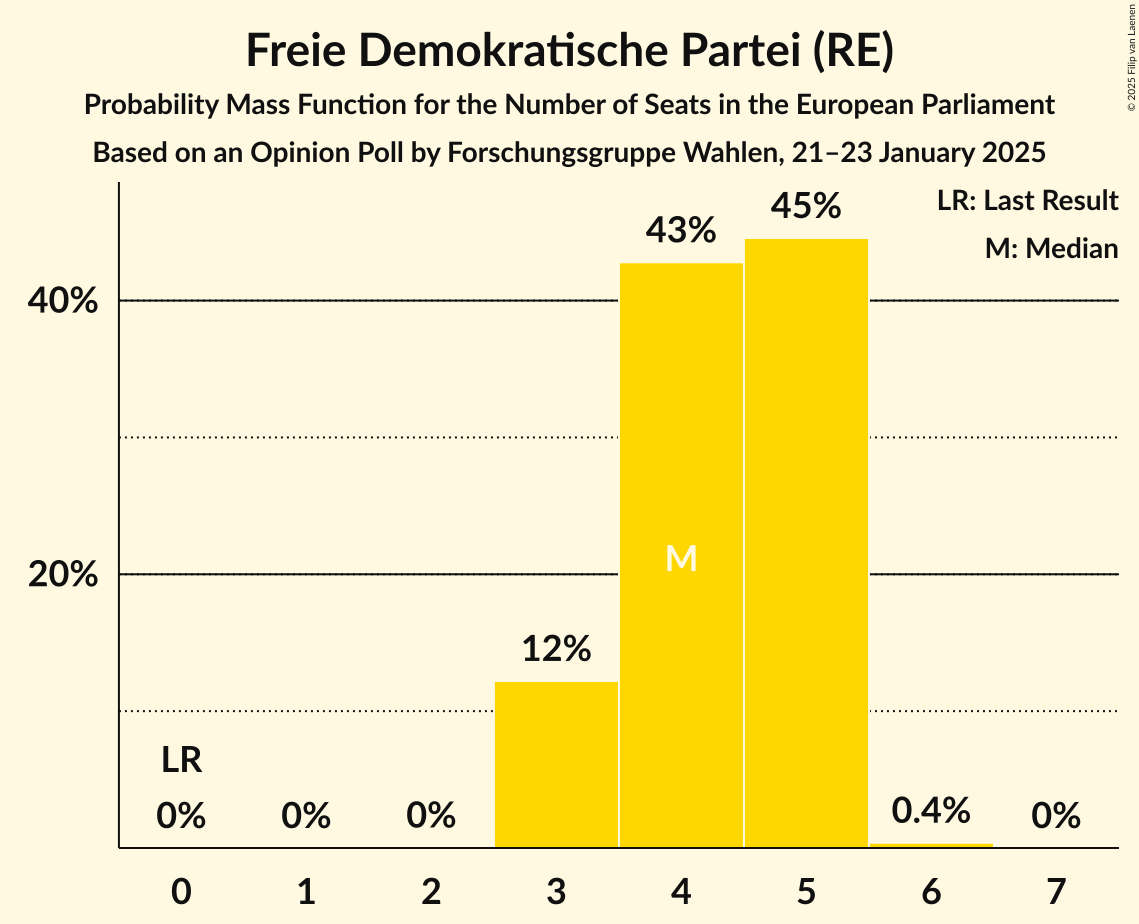 Freie Demokratische Partei (RE)
Probability Mass Function for the Number of Seats in the European Parliament
Based on an Opinion Poll by Forschungsgruppe Wahlen, 21–23 January 2025
© 2025 Filip van Laenen
LR: Last Result
M: Median
45%
43%
40%
M
20%
12%
LR
0%
0%
0%
0.4%
0%
0 1 2 3 4 5 6 7